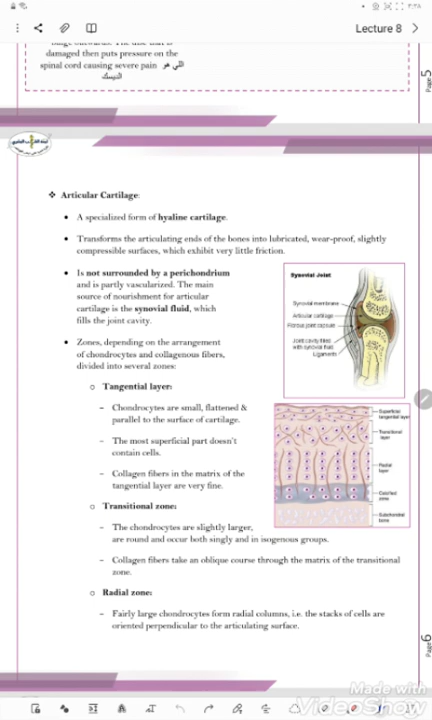 Lecture 8
damaged then puts pressure on the
spinal cord causing severe pain اللي هو
الديسك
Page5
❖ Articular Cartilage:
• A specialized form of hyaline cartilage.
• Transforms the articulating ends of the bones into lubricated, wear-proof, slightly
compressible surfaces, which exhibit very little friction.
• Is not surrounded by a perichondrium
and is partly vascularized. The main
source of nourishment for articular
cartilage is the synovial fluid, which
fills the joint cavity.
Synovial Joint
Synovial membrane
Articular cartilage
Fibrous joint capsule
Joint cavity filled
with synovial fluid
Ligaments
• Zones, depending on the arrangement
of chondrocytes and collagenous fibers,
divided into several zones:
o Tangential layer:
- Chondrocytes are small, flattened &
parallel to the surface of cartilage.
- The most superficial part doesn't
contain cells.
- Collagen fibers in the matrix of the
tangential layer are very fine.
Superficial
tangential layer
Transitional
layer
Radial
layer
Calcified
zone
Subchondral
bone
o Transitional zone:
- The chondrocytes are slightly larger,
are round and occur both singly and in isogenous groups.
- Collagen fibers take an oblique course through the matrix of the transitional
zone.
o Radial zone:
- Fairly large chondrocytes form radial columns, i.e. the stacks of cells are
oriented perpendicular to the articulating surface.
Page6
Made with
VideoShow